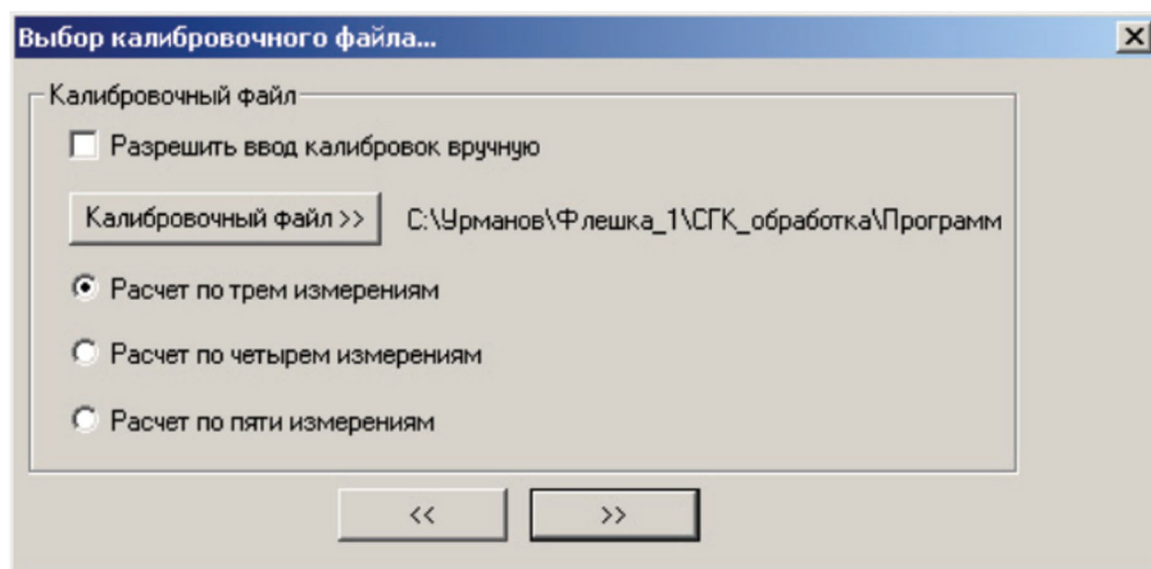 Выбор калибровочного файла...
Калибровочный файл
Разрешить ввод калибровок вручную
Калибровочный файл >> C:\Урманов\Флешка_1\СГК_обработка\Программ
Расчет по трем измерениям
Расчет по четырем измерениям
Расчет по пяти измерениям
<< >>